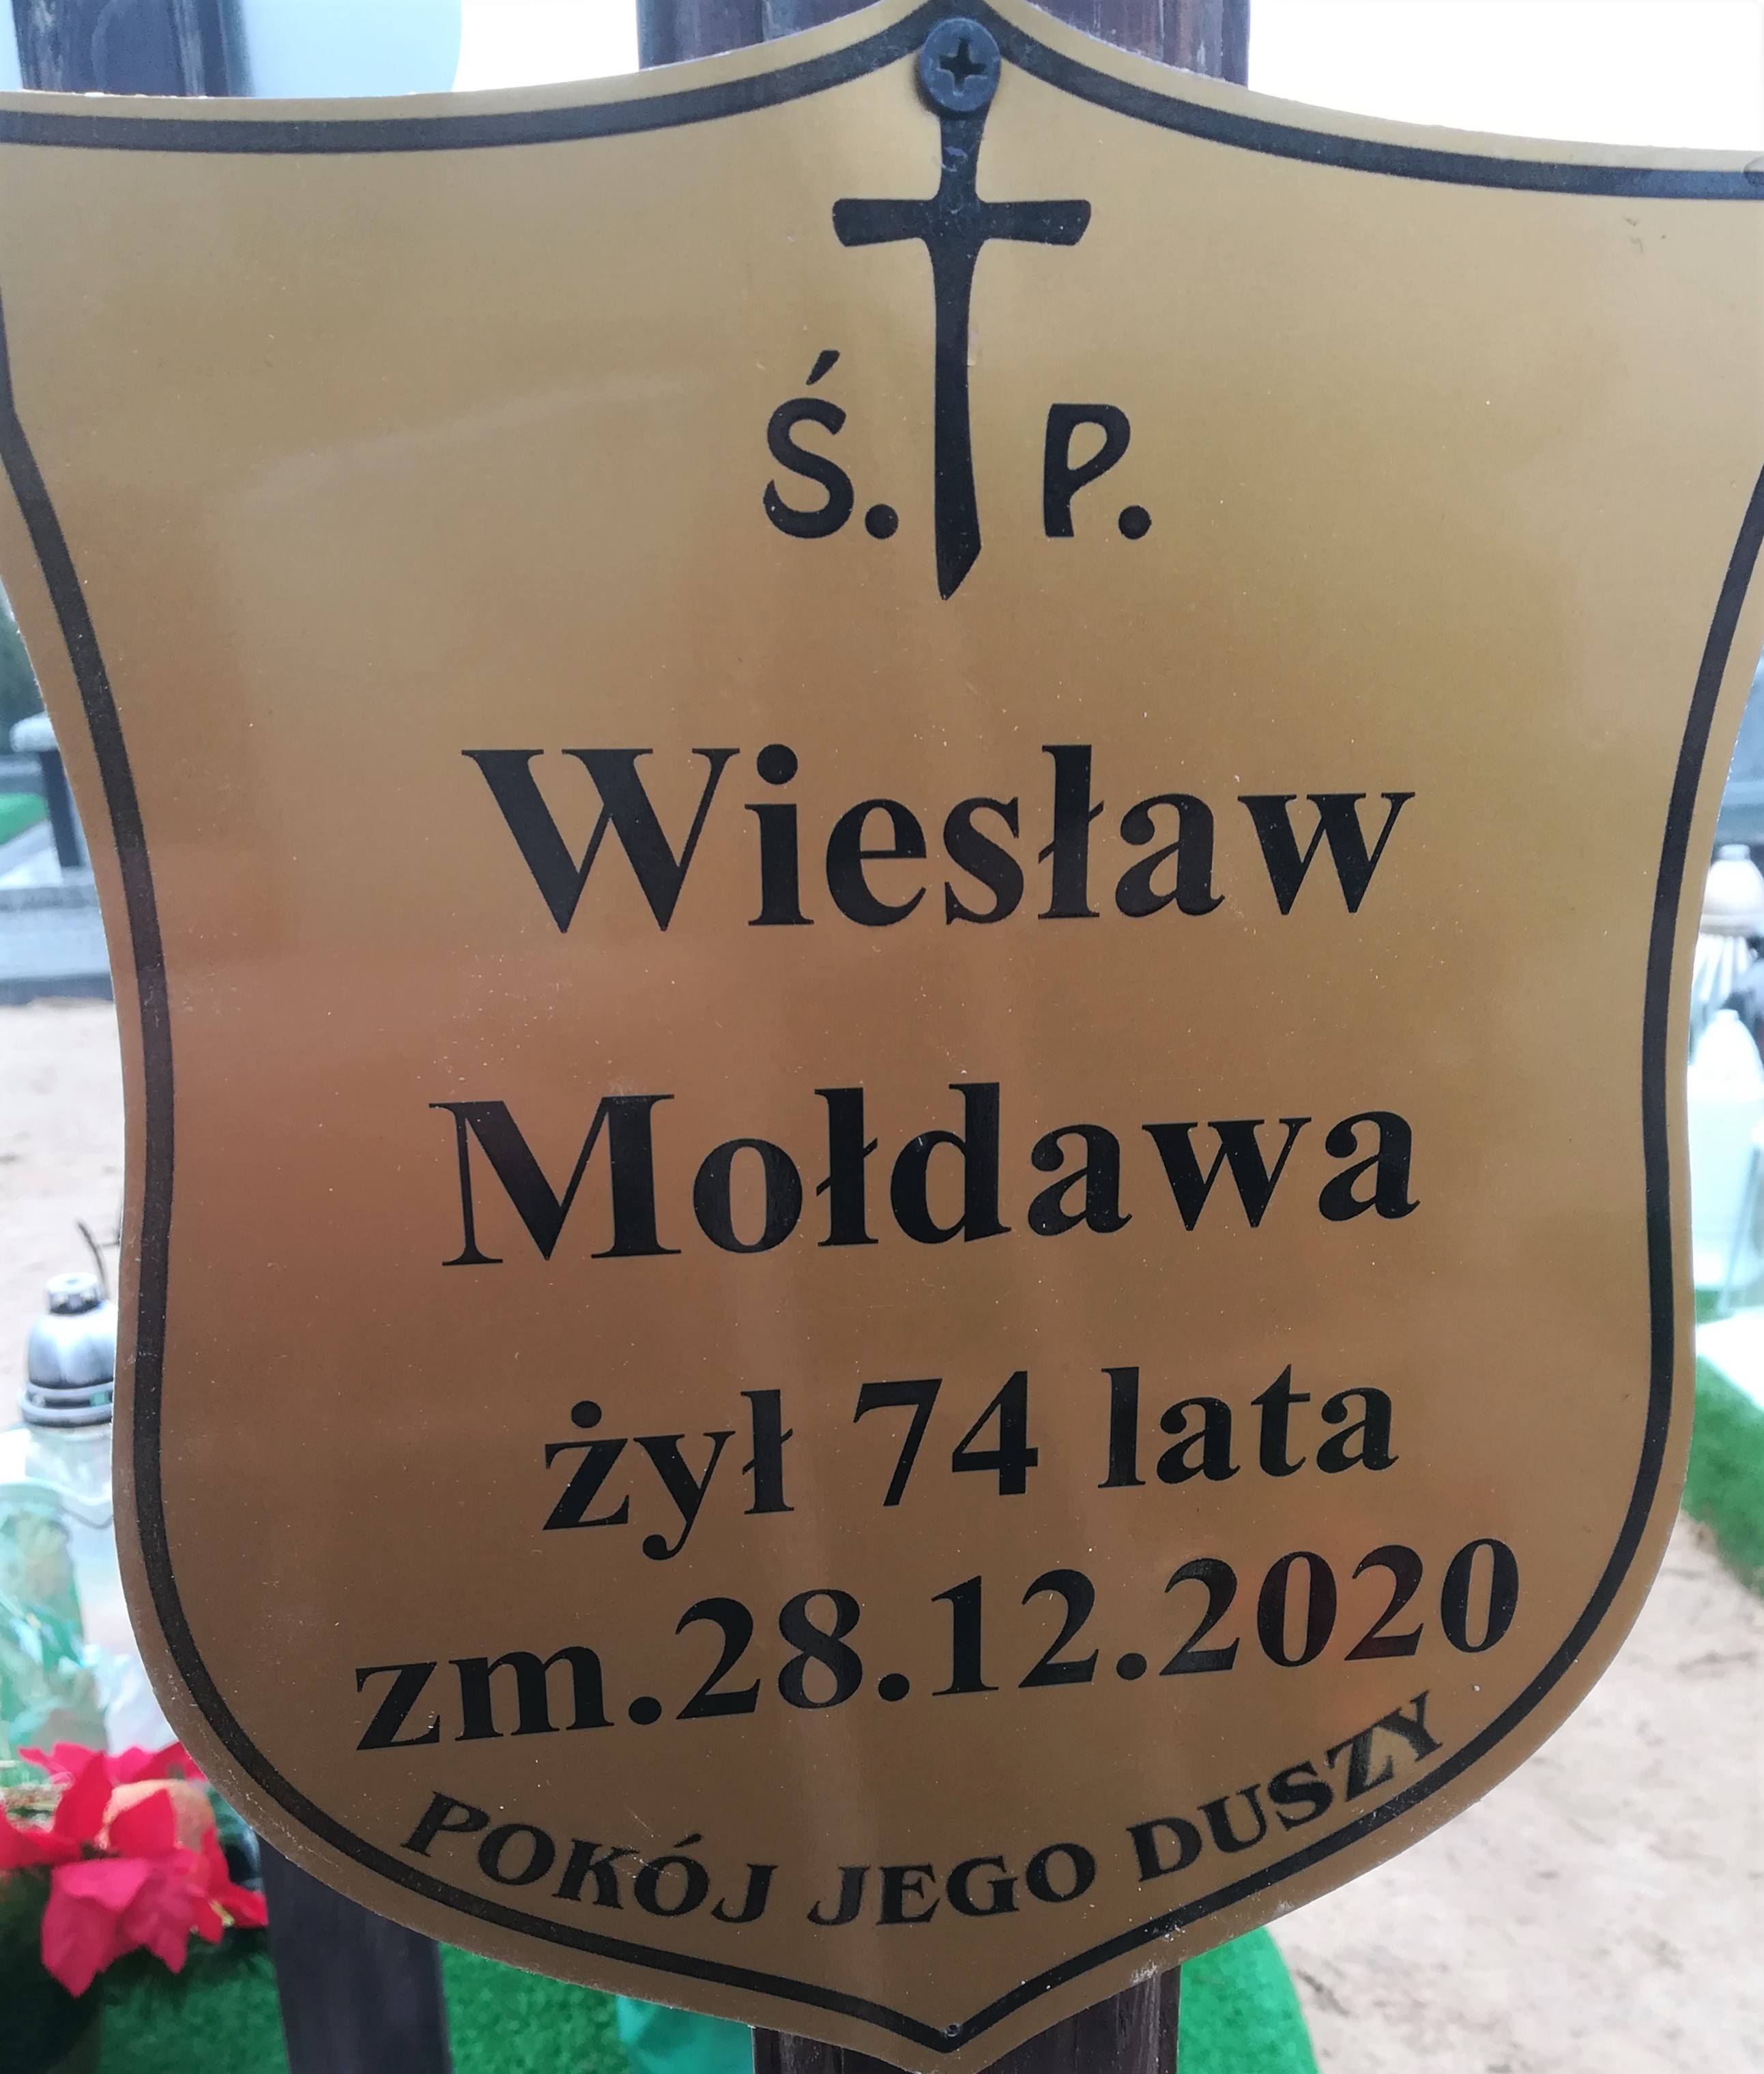 Ś. P.
Wiesław
Mołdawa
żył 74 lata
zm.28.12.2020
POKÓJ JEGO DUSZY